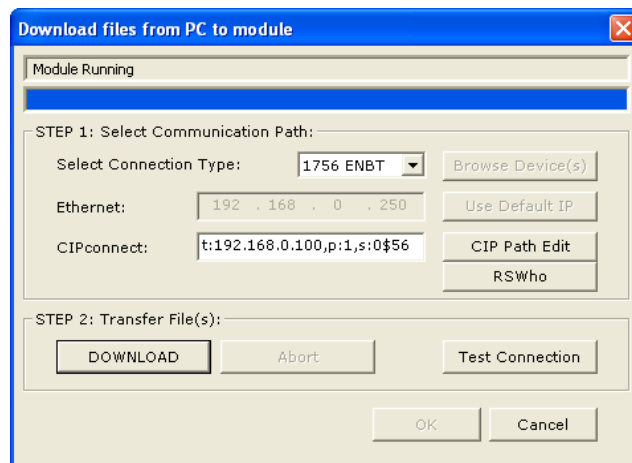 Download files from PC to module
Module Running
STEP 1: Select Communication Path:
Select Connection Type: 1756 ENBT Browse Device(s)
Ethernet: 192 . 168 . 0 . 250 Use Default IP
CIPconnect: t:192.168.0.100,p:1,s:0$56 CIP Path Edit
RSWho
STEP 2: Transfer File(s):
DOWNLOAD Abort Test Connection
OK Cancel